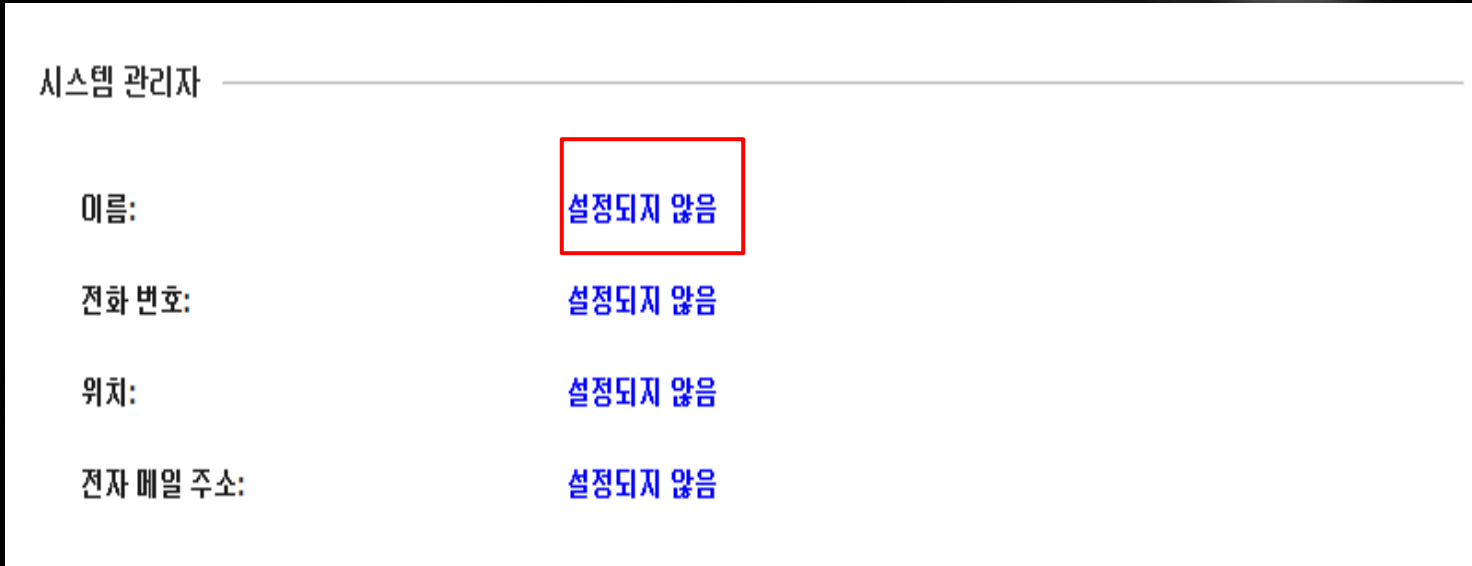 시스템 관리자
이름: 설정되지 않음
전화 번호: 설정되지 않음
위치: 설정되지 않음
전자 메일 주소: 설정되지 않음